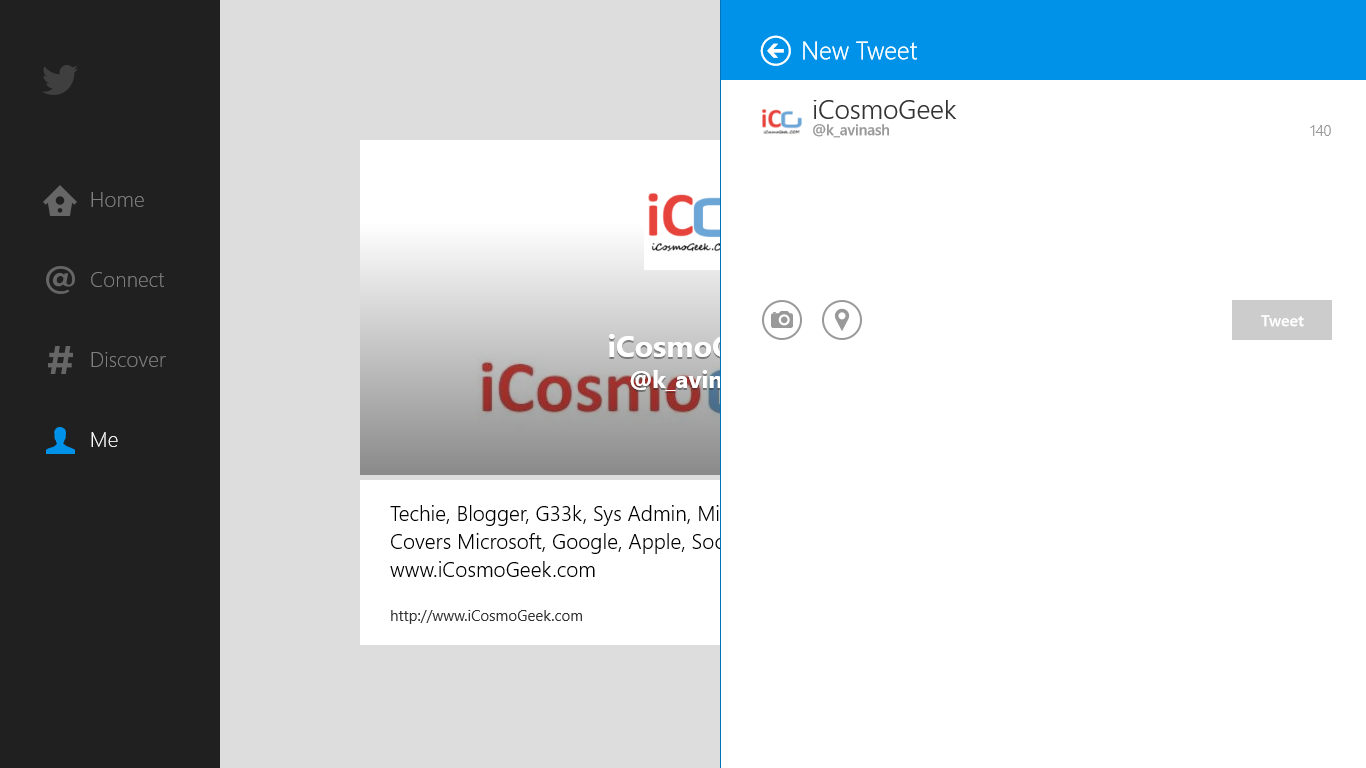 Home
Connect
Discover
Me
iCC
iCosmoGeek.C
iCosmoG
@k_avin
iCosmo
Techie, Blogger, G33k, Sys Admin, Mi
Covers Microsoft, Google, Apple, Soc
www.iCosmoGeek.com
http://www.iCosmoGeek.com
New Tweet
iCC
iCosmoGeek.COM
iCosmoGeek
@k_avinash
140
Tweet